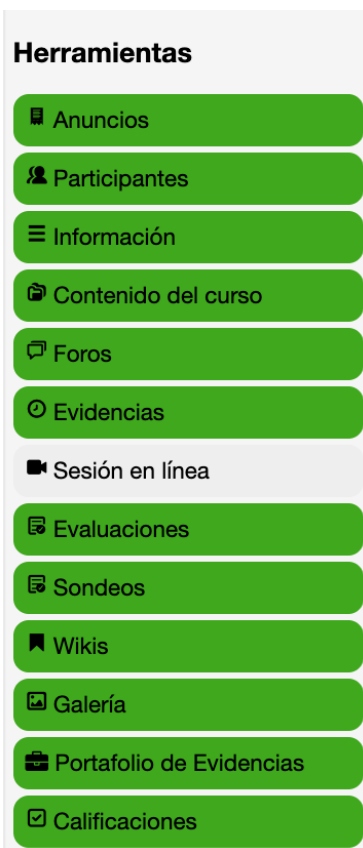 Herramientas
Anuncios
Participantes
Información
Contenido del curso
Foros
Evidencias
Sesión en línea
Evaluaciones
Sondeos
Wikis
Galería
Portafolio de Evidencias
Calificaciones